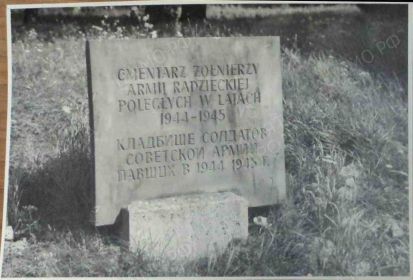 CMENTARZ ŻOŁNIERZY
ARMII RADZIECKIEJ
POLEGŁYCH W LATACH
1944-1945
КЛАДБИЩЕ СОЛДАТОВ
СОВЕТСКОЙ АРМИИ
ПАВШИХ В 1944 1945 Г.